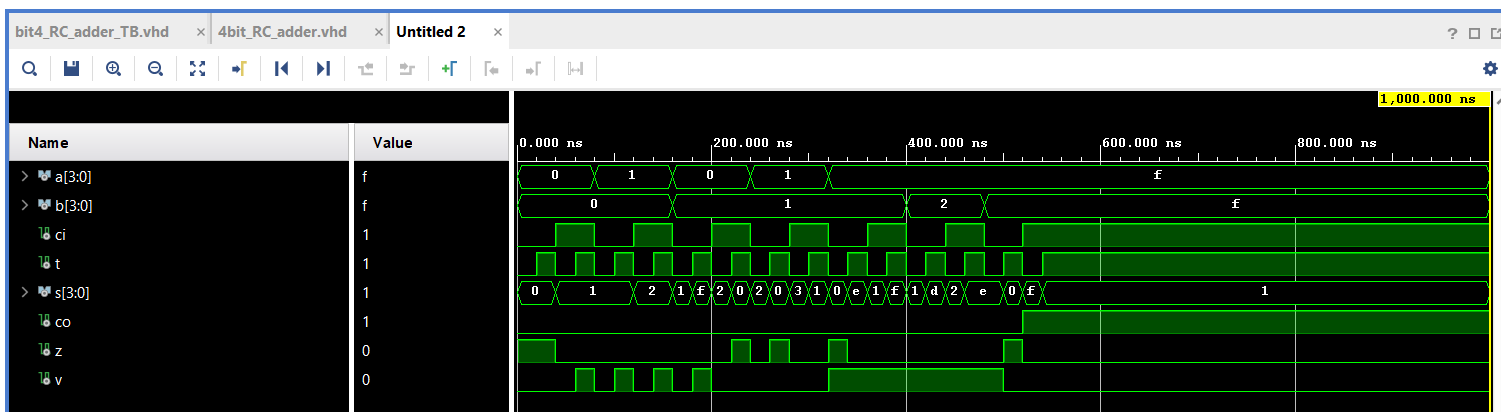 bit4_RC_adder_TB.vhd × 4bit_RC_adder.vhd × Untitled 2 ×
1,000.000 ns
Name Value
0.000 ns 200.000 ns 400.000 ns 600.000 ns 800.000 ns
a[3:0] f 0 1 0 1 f
b[3:0] f 0 1 2 f
ci 1
t 1
s[3:0] 1 0 1 2 1 f 2 0 2 0 3 1 0 e 1 f 1 d 2 e 0 f 1
co 1
z 0
v 0